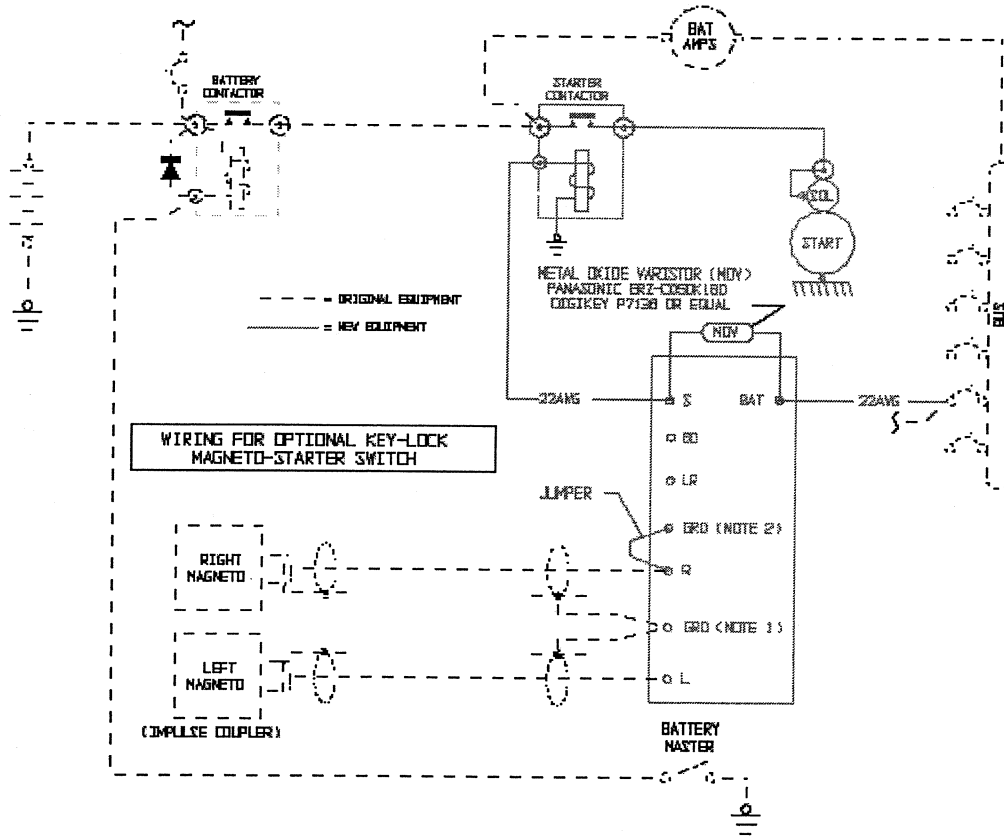 BAT
AMPS
BATTERY
CONTACTOR
STARTER
CONTACTOR
SOL
START
METAL OXIDE VARISTOR (MOV)
PANASONIC
DIGIKEY P7138 OR EQUAL
= ORIGINAL EQUIPMENT
= NEW EQUIPMENT
MOV
BUS
22AWG
S
BAT
22AWG
BO
LR
WIRING FOR OPTIONAL KEY-LOCK
MAGNETO-STARTER SWITCH
JUMPER
GRD (NOTE 2)
R
RIGHT
MAGNETO
GRD (NOTE 1)
LEFT
MAGNETO
L
(IMPULSE COUPLER)
BATTERY
MASTER